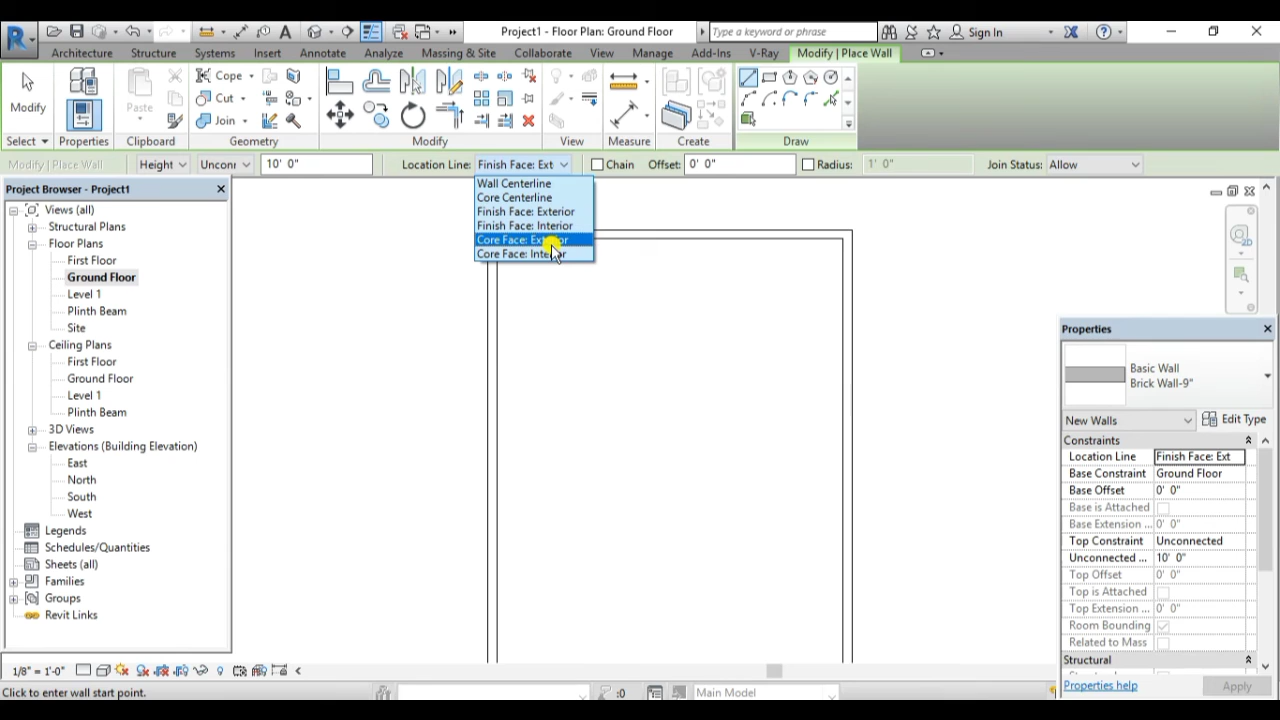 R Project1 - Floor Plan: Ground Floor Type a keyword or phrase Sign In
Architecture Structure Systems Insert Annotate Analyze Massing & Site Collaborate View Manage Add-Ins V-Ray Modify | Place Wall
Modify Paste Cope Cut Join
Select Properties Clipboard Geometry Modify View Measure Create Draw
Modify | Place Wall Height Unconr 10' 0" Location Line: Finish Face: Ext Chain Offset: 0' 0" Radius: 1' 0" Join Status: Allow
Wall Centerline
Core Centerline
Finish Face: Exterior
Finish Face: Interior
Core Face:
Core Face:
Project Browser - Project1
Views (all)
Structural Plans
Floor Plans
First Floor
Ground Floor
Level 1
Plinth Beam
Site
Ceiling Plans
First Floor
Ground Floor
Level 1
Plinth Beam
3D Views
Elevations (Building Elevation)
East
North
South
West
Legends
Schedules/Quantities
Sheets (all)
Families
Groups
Revit Links
2D
Properties
Basic Wall
Brick Wall-9"
New Walls Edit Type
Constraints
Location Line Finish Face: Ext
Base Constraint Ground Floor
Base Offset 0' 0"
Base is Attached
Base Extension ... 0' 0"
Top Constraint Unconnected
Unconnected ... 10' 0"
Top Offset 0' 0"
Top is Attached
Top Extension ... 0' 0"
Room Bounding
Related to Mass
Structural
Properties help Apply
1/8" = 1'-0"
Click to enter wall start point. :0 Main Model